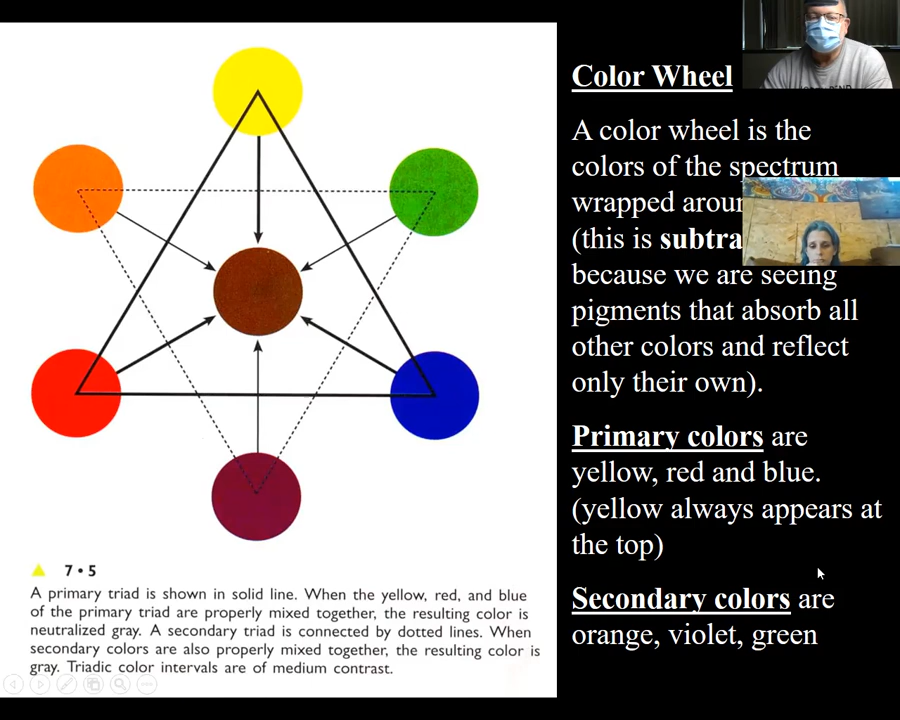 7 • 5
A primary triad is shown in solid line. When the yellow, red, and blue
of the primary triad are properly mixed together, the resulting color is
neutralized gray. A secondary triad is connected by dotted lines. When
secondary colors are also properly mixed together, the resulting color is
gray. Triadic color intervals are of medium contrast.
Color Wheel
A color wheel is the
colors of the spectrum
wrapped
(this is
because we are seeing
pigments that absorb all
other colors and reflect
only their own).
Primary colors are
yellow, red and blue.
(yellow always appears at
the top)
Secondary colors are
orange, violet, green